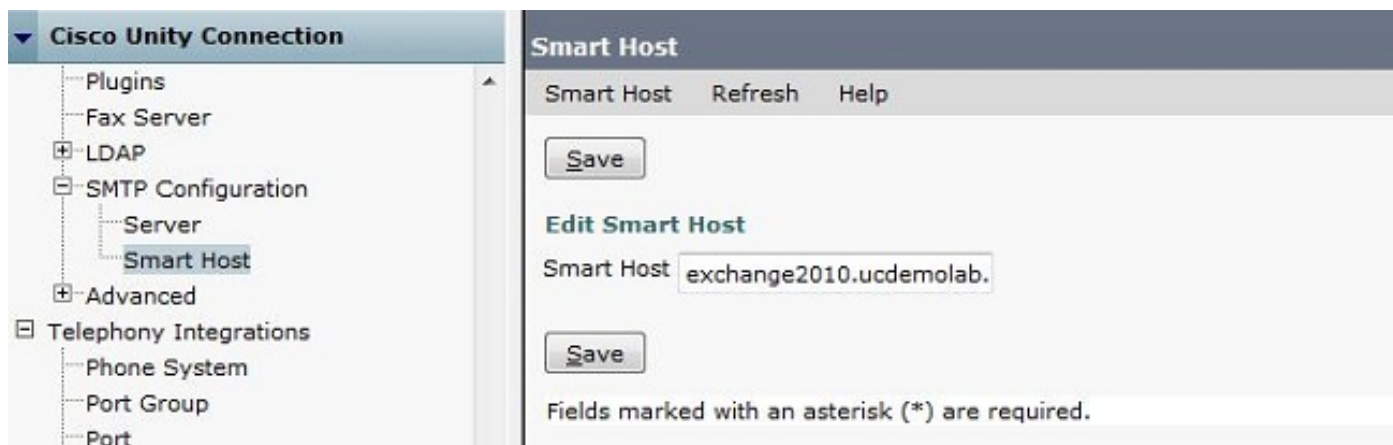 Cisco Unity Connection
Plugins
Fax Server
LDAP
SMTP Configuration
Server
Smart Host
Advanced
Telephony Integrations
Phone System
Port Group
Port
Smart Host
Smart Host Refresh Help
Save
Edit Smart Host
Smart Host exchange2010.ucdemolab.
Save
Fields marked with an asterisk (*) are required.